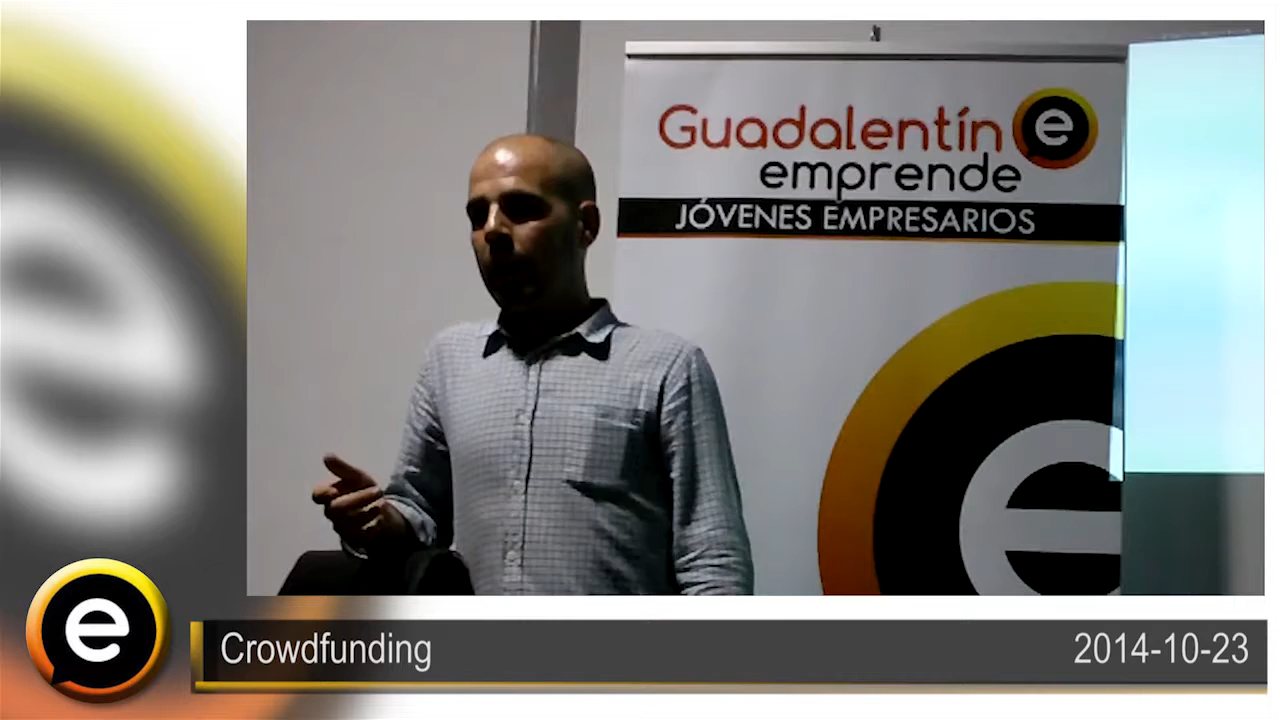 Guadalentín e
emprende
JÓVENES EMPRESARIOS
e
e
e
Crowdfunding
2014-10-23